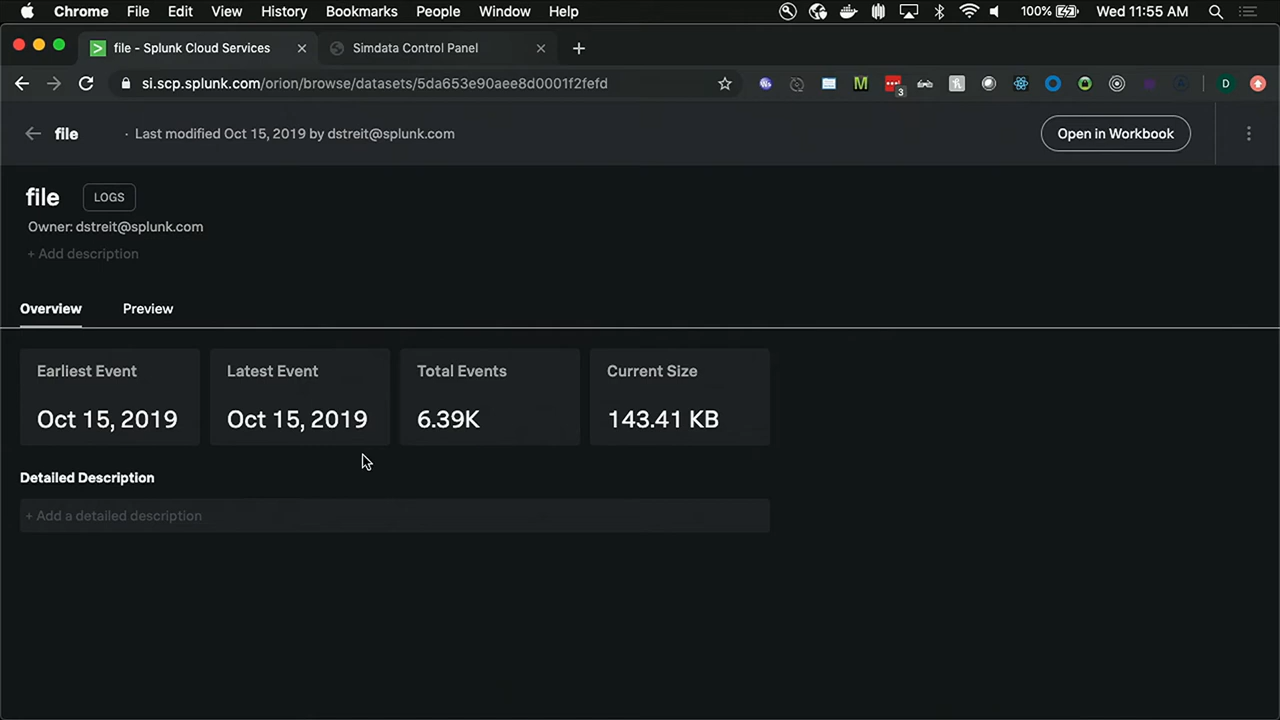 Chrome File Edit View History Bookmarks People Window Help 100% Wed 11:55 AM
file - Splunk Cloud Services Simdata Control Panel
si.scp.splunk.com/orion/browse/datasets/5da653e90aee8d0001f2fefd M 3 D
file · Last modified Oct 15, 2019 by dstreit@splunk.com Open in Workbook
file LOGS
Owner: dstreit@splunk.com
+ Add description
Overview Preview
Earliest Event Latest Event Total Events Current Size
Oct 15, 2019 Oct 15, 2019 6.39K 143.41 KB
Detailed Description
+ Add a detailed description